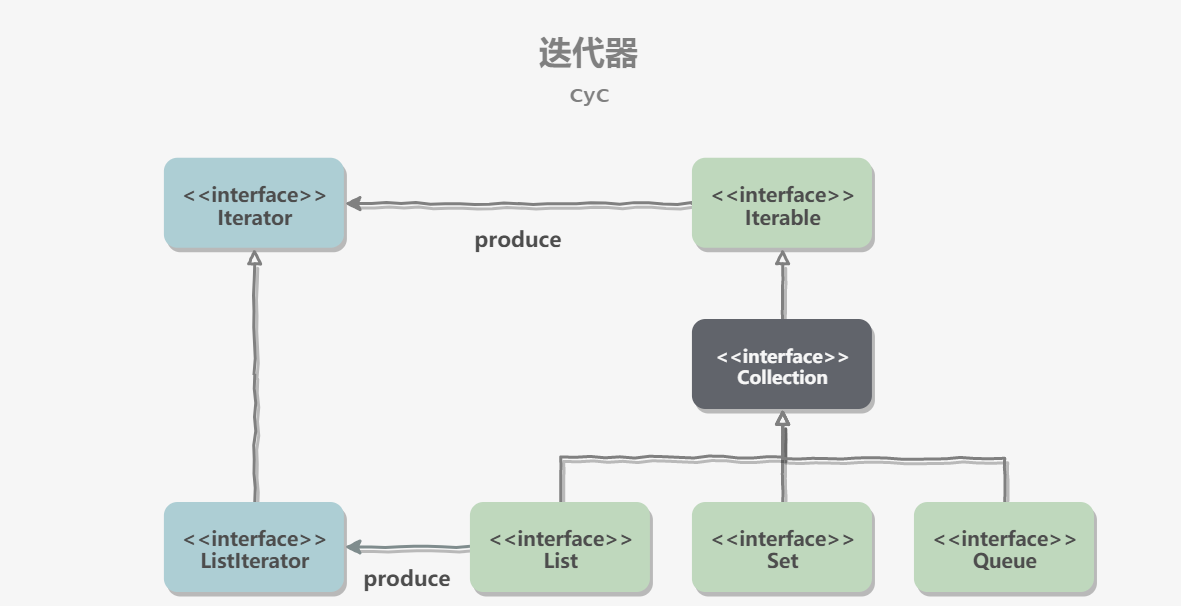 迭代器
CyC
<<interface>>
Iterator
<<interface>>
Iterable
produce
<<interface>>
Collection
<<interface>>
ListIterator
<<interface>>
List
<<interface>>
Set
<<interface>>
Queue
produce